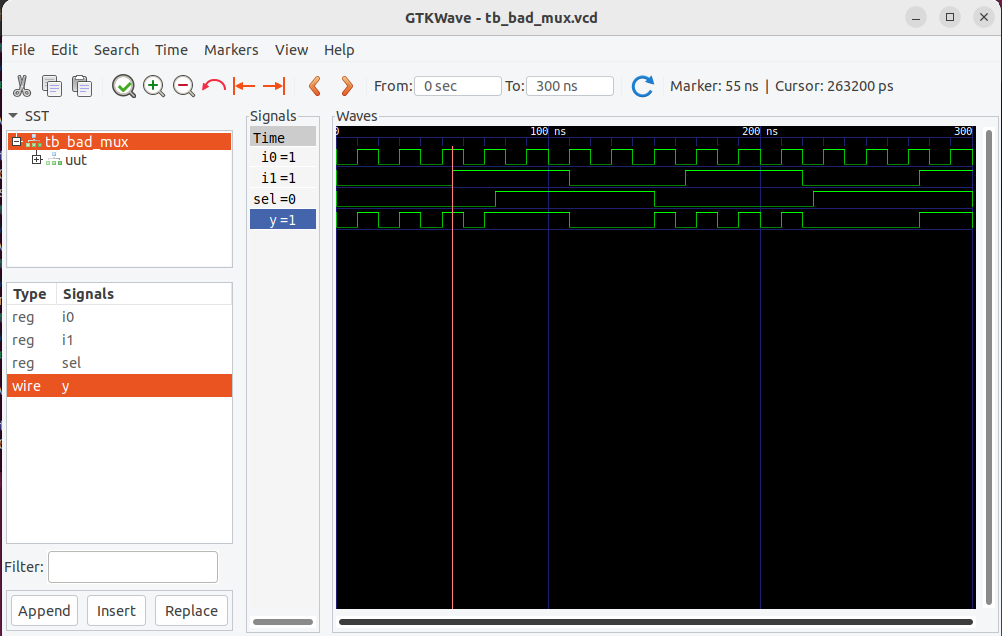 GTKWave - tb_bad_mux.vcd
File Edit Search Time Markers View Help
From: 0 sec To: 300 ns Marker: 55 ns | Cursor: 263200 ps
SST
tb_bad_mux
uut
Type Signals
reg i0
reg i1
reg sel
wire y
Filter:
Append Insert Replace
Signals
Time
i0=1
i1=1
sel=0
y=1
Waves
0 100 ns 200 ns 300